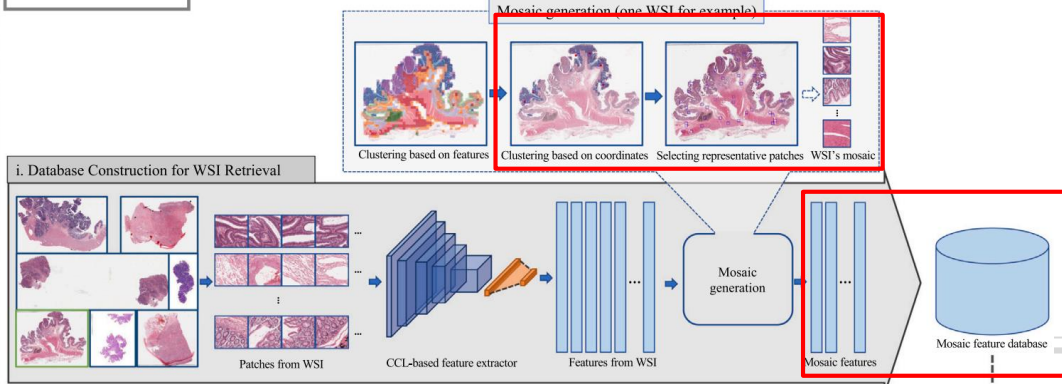 Mosaic generation (one WSI for example)
Clustering based on features
Clustering based on coordinates
Selecting representative patches
WSI's mosaic
i. Database Construction for WSI Retrieval
...
...
...
Patches from WSI
CCL-based feature extractor
...
Features from WSI
Mosaic
generation
...
Mosaic features
Mosaic feature database